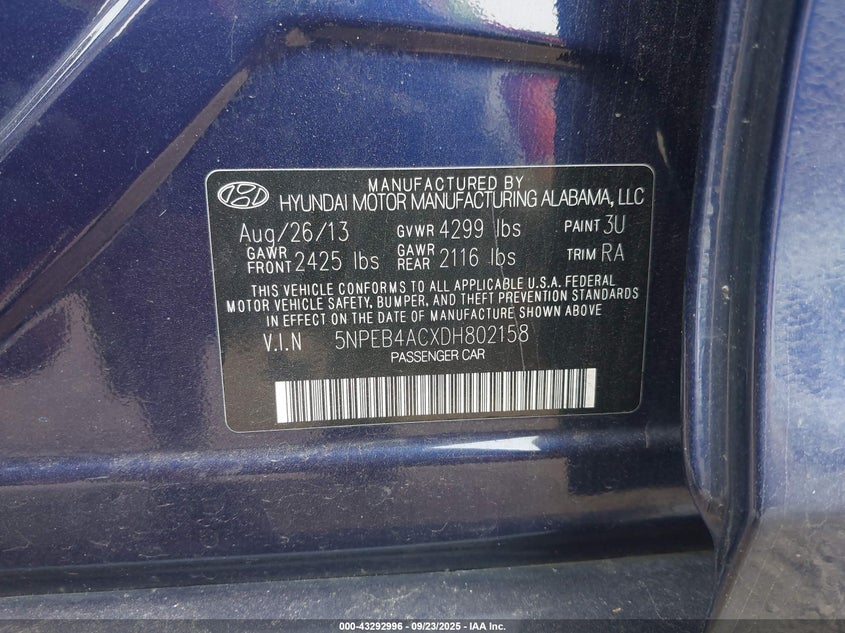 MANUFACTURED BY
HYUNDAI MOTOR MANUFACTURING ALABAMA, LLC
Aug/26/13 GVWR 4299 lbs PAINT 3U
GAWR FRONT 2425 lbs GAWR REAR 2116 lbs TRIM RA
THIS VEHICLE CONFORMS TO ALL APPLICABLE U.S.A. FEDERAL
MOTOR VEHICLE SAFETY, BUMPER, AND THEFT PREVENTION STANDARDS
IN EFFECT ON THE DATE OF MANUFACTURE SHOWN ABOVE.
V.I.N 5NPEB4ACXDH802158
PASSENGER CAR
000-43292996 - 09/23/2025 - IAA Inc.